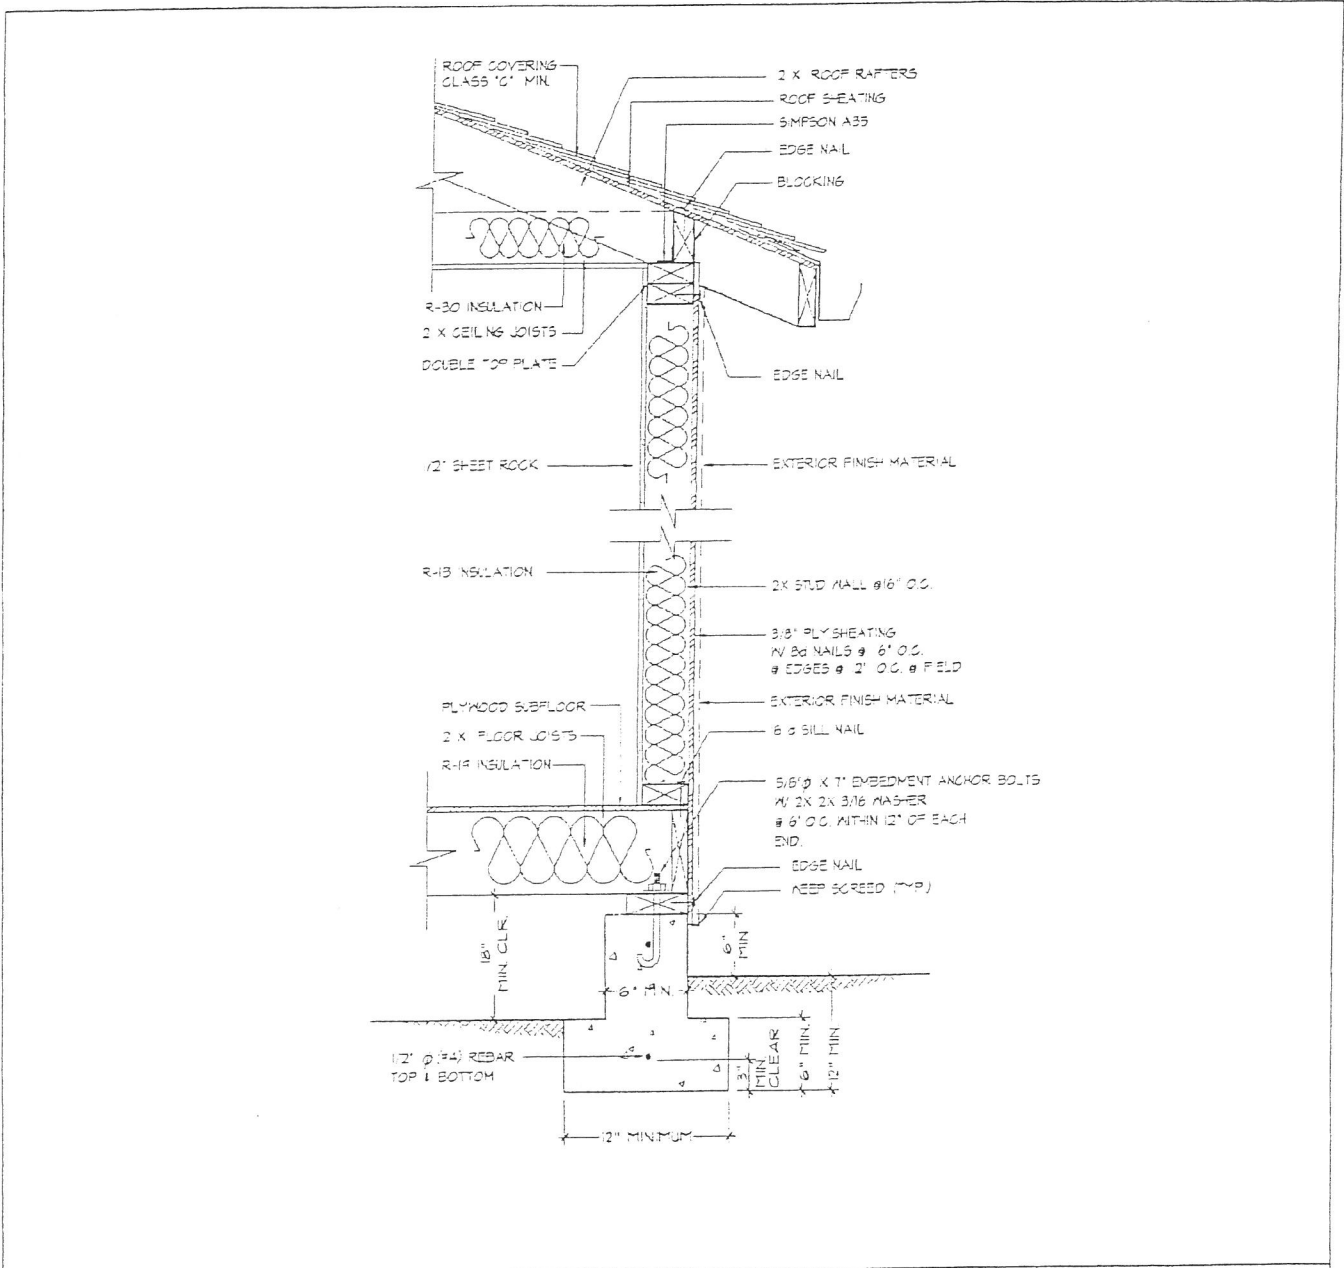 ROOF COVERING
CLASS "C" MIN.
2 X ROOF RAFTERS
ROOF SHEATING
SIMPSON A35
EDGE NAIL
BLOCKING
R-30 INSULATION
2 X CEILING JOISTS
DOUBLE TOP PLATE
EDGE NAIL
1/2" SHEET ROCK
EXTERIOR FINISH MATERIAL
R-13 INSULATION
2X STUD WALL @16" O.C.
3/8" PLY SHEATING
W/ 8d NAILS @ 6" O.C.
@ EDGES @ 12" O.C. @ FIELD
PLYWOOD SUBFLOOR
2 X FLOOR JOISTS
R-19 INSULATION
EXTERIOR FINISH MATERIAL
SILL NAIL
5/8"φ X 7" EMBEDMENT ANCHOR BOLTS
W/ 2X 2X 3/16 WASHER
@ 6' O.C. WITHIN 12" OF EACH
END.
EDGE NAIL
WEEP SCREED (TYP.)
18"
MIN. CLR.
6"
MIN
6" MIN.
1/2" φ (#4) REBAR
TOP & BOTTOM
3"
MIN.
CLEAR
6" MIN.
12" MIN
12" MINIMUM